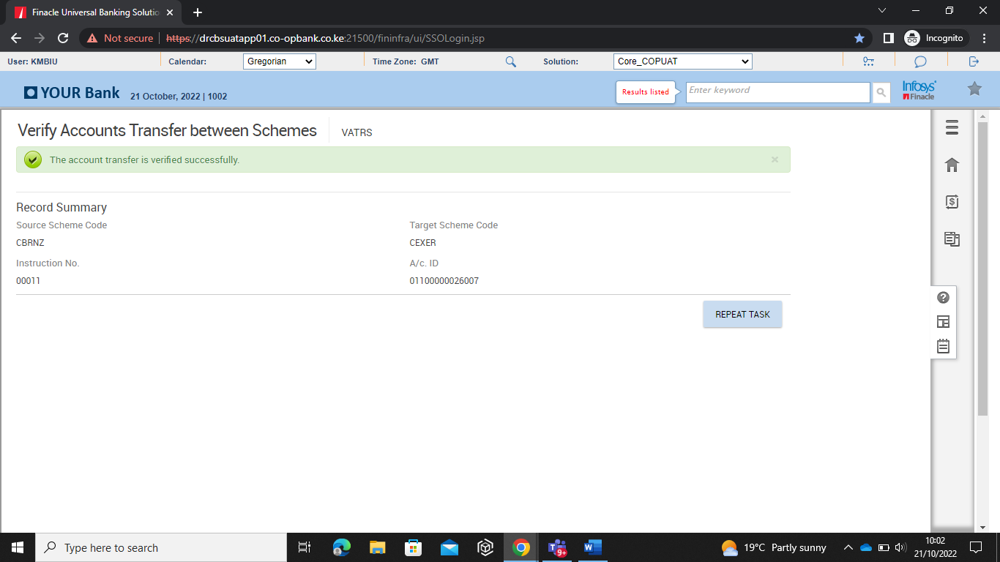 Finacle Universal Banking Solutio
Not secure https://drcbsuatapp01.co-opbank.co.ke:21500/fininfra/ui/SSOLogin.jsp Incognito
User: KMBIU Calendar: Gregorian Time Zone: GMT Solution: Core_COPUAT
YOUR Bank 21 October, 2022 | 1002 Results listed Enter keyword Infosys Finacle
Verify Accounts Transfer between Schemes VATRS
The account transfer is verified successfully.
Record Summary
Source Scheme Code Target Scheme Code
CBRNZ CEXER
Instruction No. A/c. ID
00011 01100000026007
REPEAT TASK
Type here to search 9+ 19°C Partly sunny 10:02
21/10/2022